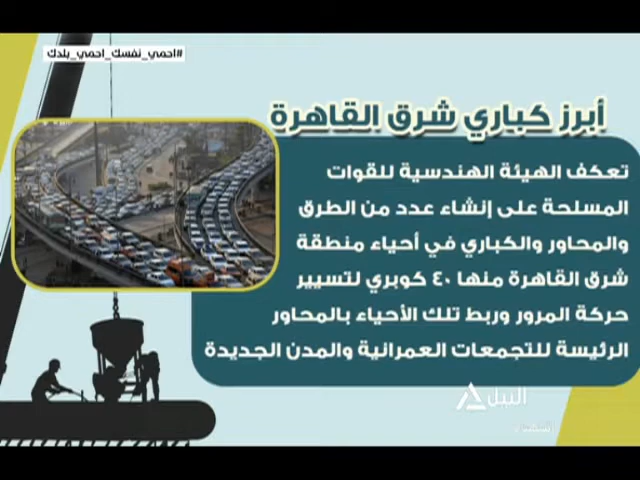 #احمي_نفسك_احمي_بلدك
أبرز كباري شرق القاهرة
تعكف الهيئة الهندسية للقوات
المسلحة على إنشاء عدد من الطرق
والمحاور والكباري في أحياء منطقة
شرق القاهرة منها ٤٠ كوبري لتسيير
حركة المرور وربط تلك الأحياء بالمحاور
الرئيسة للتجمعات العمرانية والمدن الجديدة
النيل